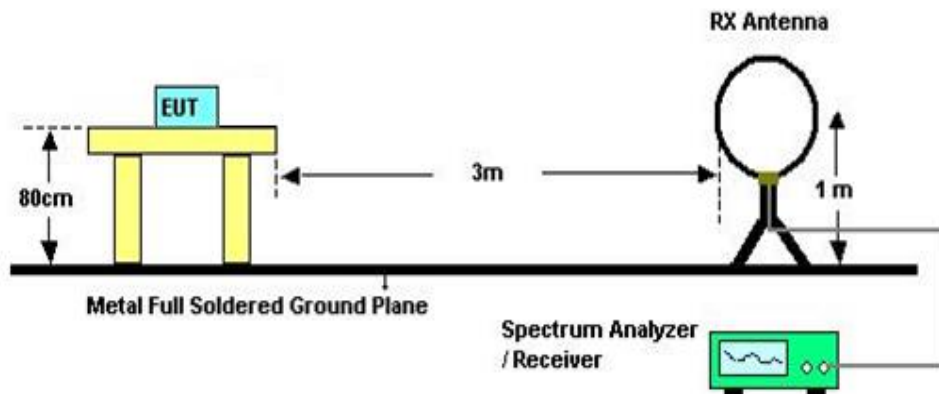 RX Antenna
EUT
3m
80cm
1 m
Metal Full Soldered Ground Plane
Spectrum Analyzer
/ Receiver